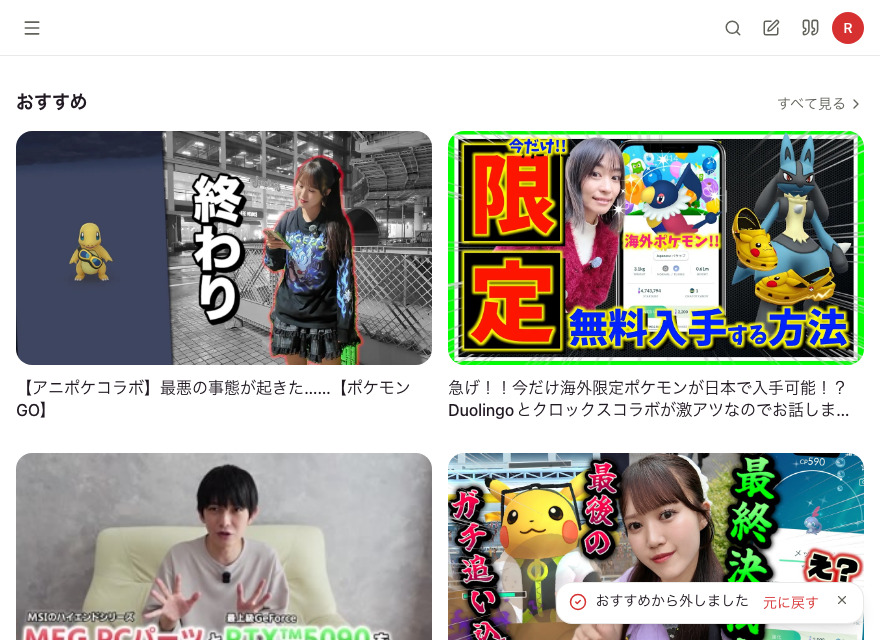 R
おすすめ
すべて見る
終わり
今だけ!!
限定
海外ポケモン!!
無料入手する方法
【アニポケコラボ】最悪の事態が起きた……【ポケモン
GO】
急げ！！今だけ海外限定ポケモンが日本で入手可能！？
Duolingoとクロックスコラボが激アツなのでお話しま...
MSIのハイエンドシリーズ
最上級GeForce
MEG PCパーツとRTX™5090を
最後の
ガチ追い込
最終決
CP590
え?
おすすめから外しました
元に戻す